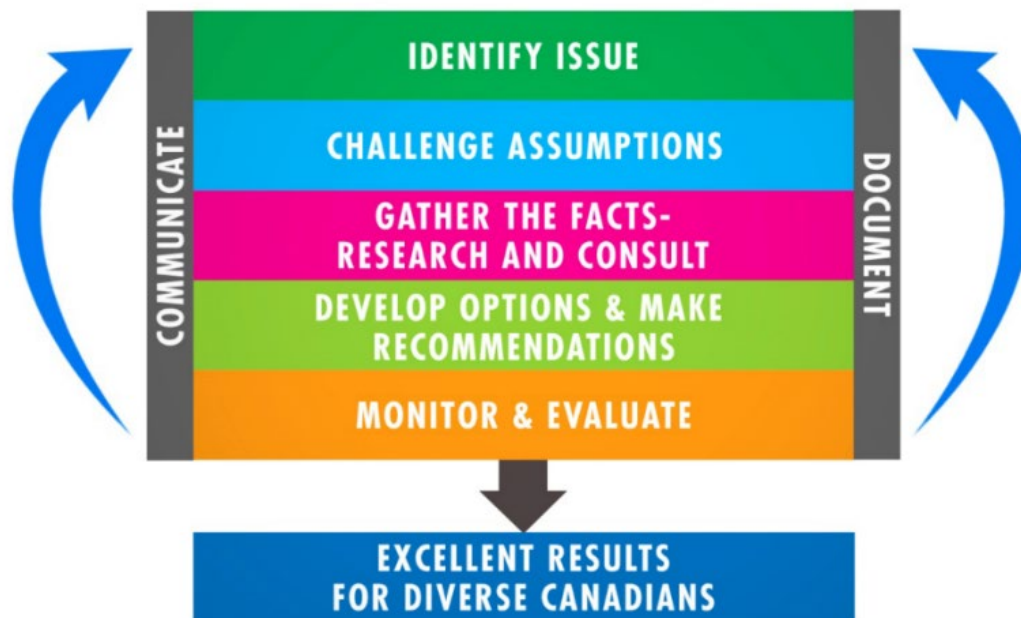 IDENTIFY ISSUE
CHALLENGE ASSUMPTIONS
GATHER THE FACTS-
RESEARCH AND CONSULT
DEVELOP OPTIONS & MAKE
RECOMMENDATIONS
MONITOR & EVALUATE
COMMUNICATE
DOCUMENT
EXCELLENT RESULTS
FOR DIVERSE CANADIANS